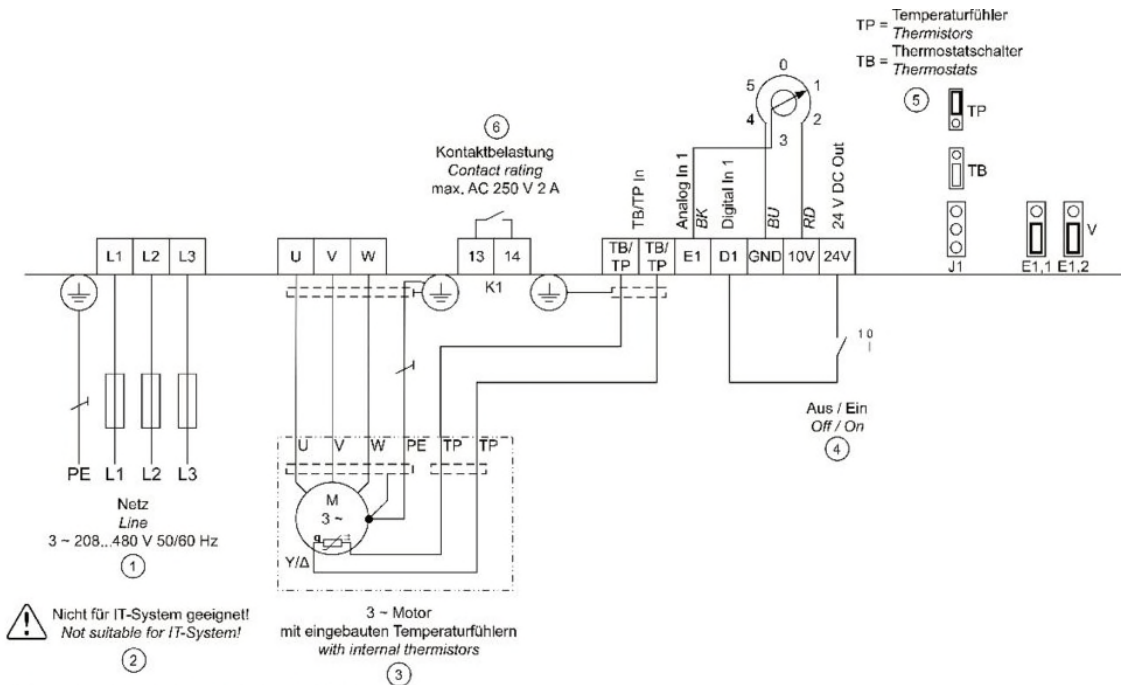 TP = Temperaturfühler
Thermistors
TB = Thermostatschalter
Thermostats
5
TP
TB
J1
E1,1
E1,2
V
0
1
2
3
4
5
6
Kontaktbelastung
Contact rating
max. AC 250 V 2 A
TB/TP In
Analog In 1
BK
Digital In 1
BU
RD
24 V DC Out
L1 L2 L3
U V W
13 14
K1
TB/TP TB/TP E1 D1 GND 10V 24V
1 0
I
Aus / Ein
Off / On
4
PE L1 L2 L3
Netz
Line
3 ~ 208...480 V 50/60 Hz
1
U V W PE TP TP
M
3 ~
Y/Δ
Nicht für IT-System geeignet!
Not suitable for IT-System!
2
3 ~ Motor
mit eingebauten Temperaturfühlern
with internal thermistors
3